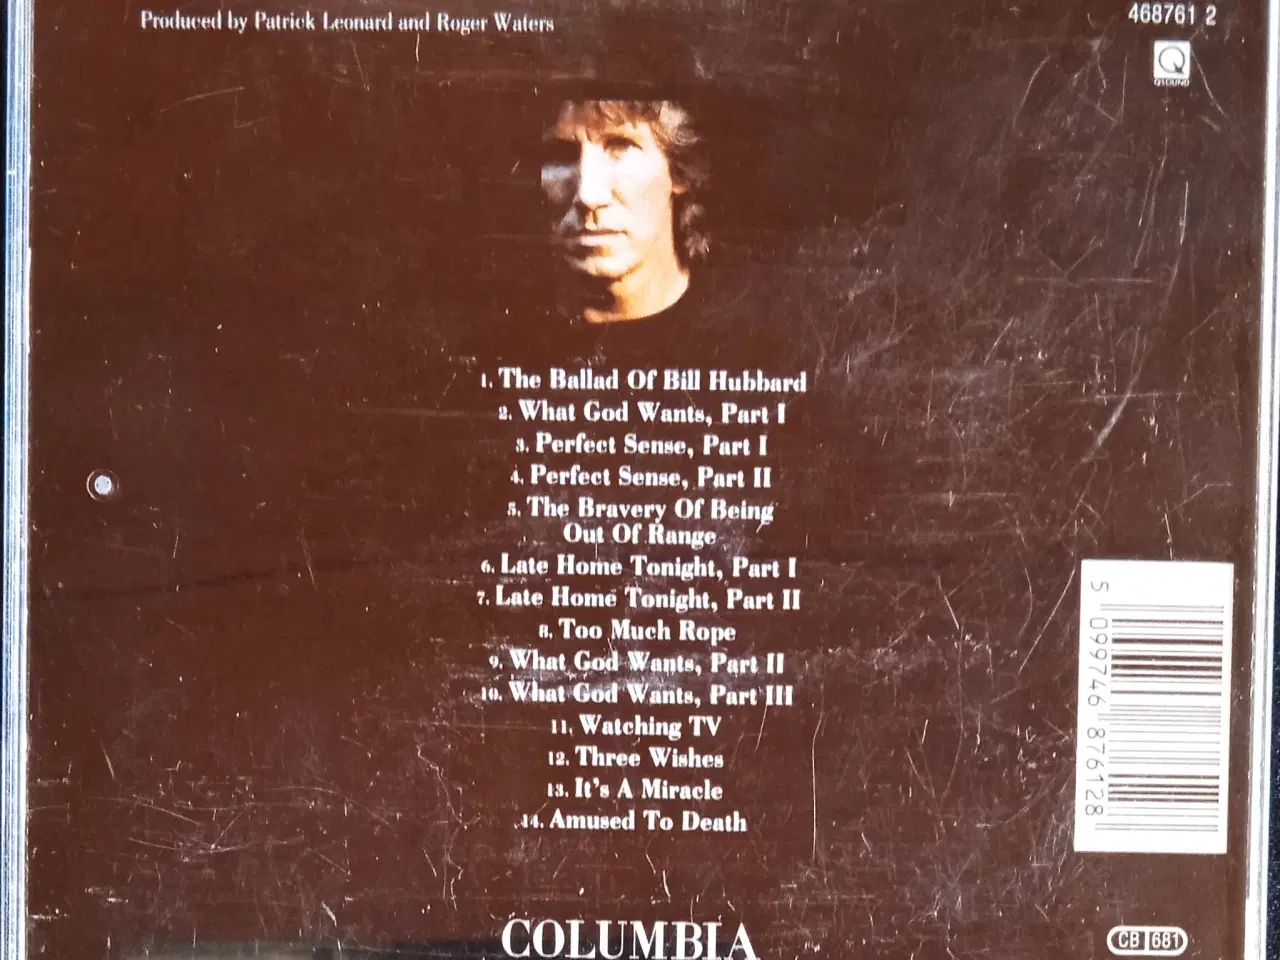 Produced by Patrick Leonard and Roger Waters
468761 2
Q
QSOUND
1. The Ballad Of Bill Hubbard
2. What God Wants, Part I
3. Perfect Sense, Part I
4. Perfect Sense, Part II
5. The Bravery Of Being
Out Of Range
6. Late Home Tonight, Part I
7. Late Home Tonight, Part II
8. Too Much Rope
9. What God Wants, Part II
10. What God Wants, Part III
11. Watching TV
12. Three Wishes
13. It's A Miracle
14. Amused To Death
5 099746 876128
COLUMBIA
CB 681